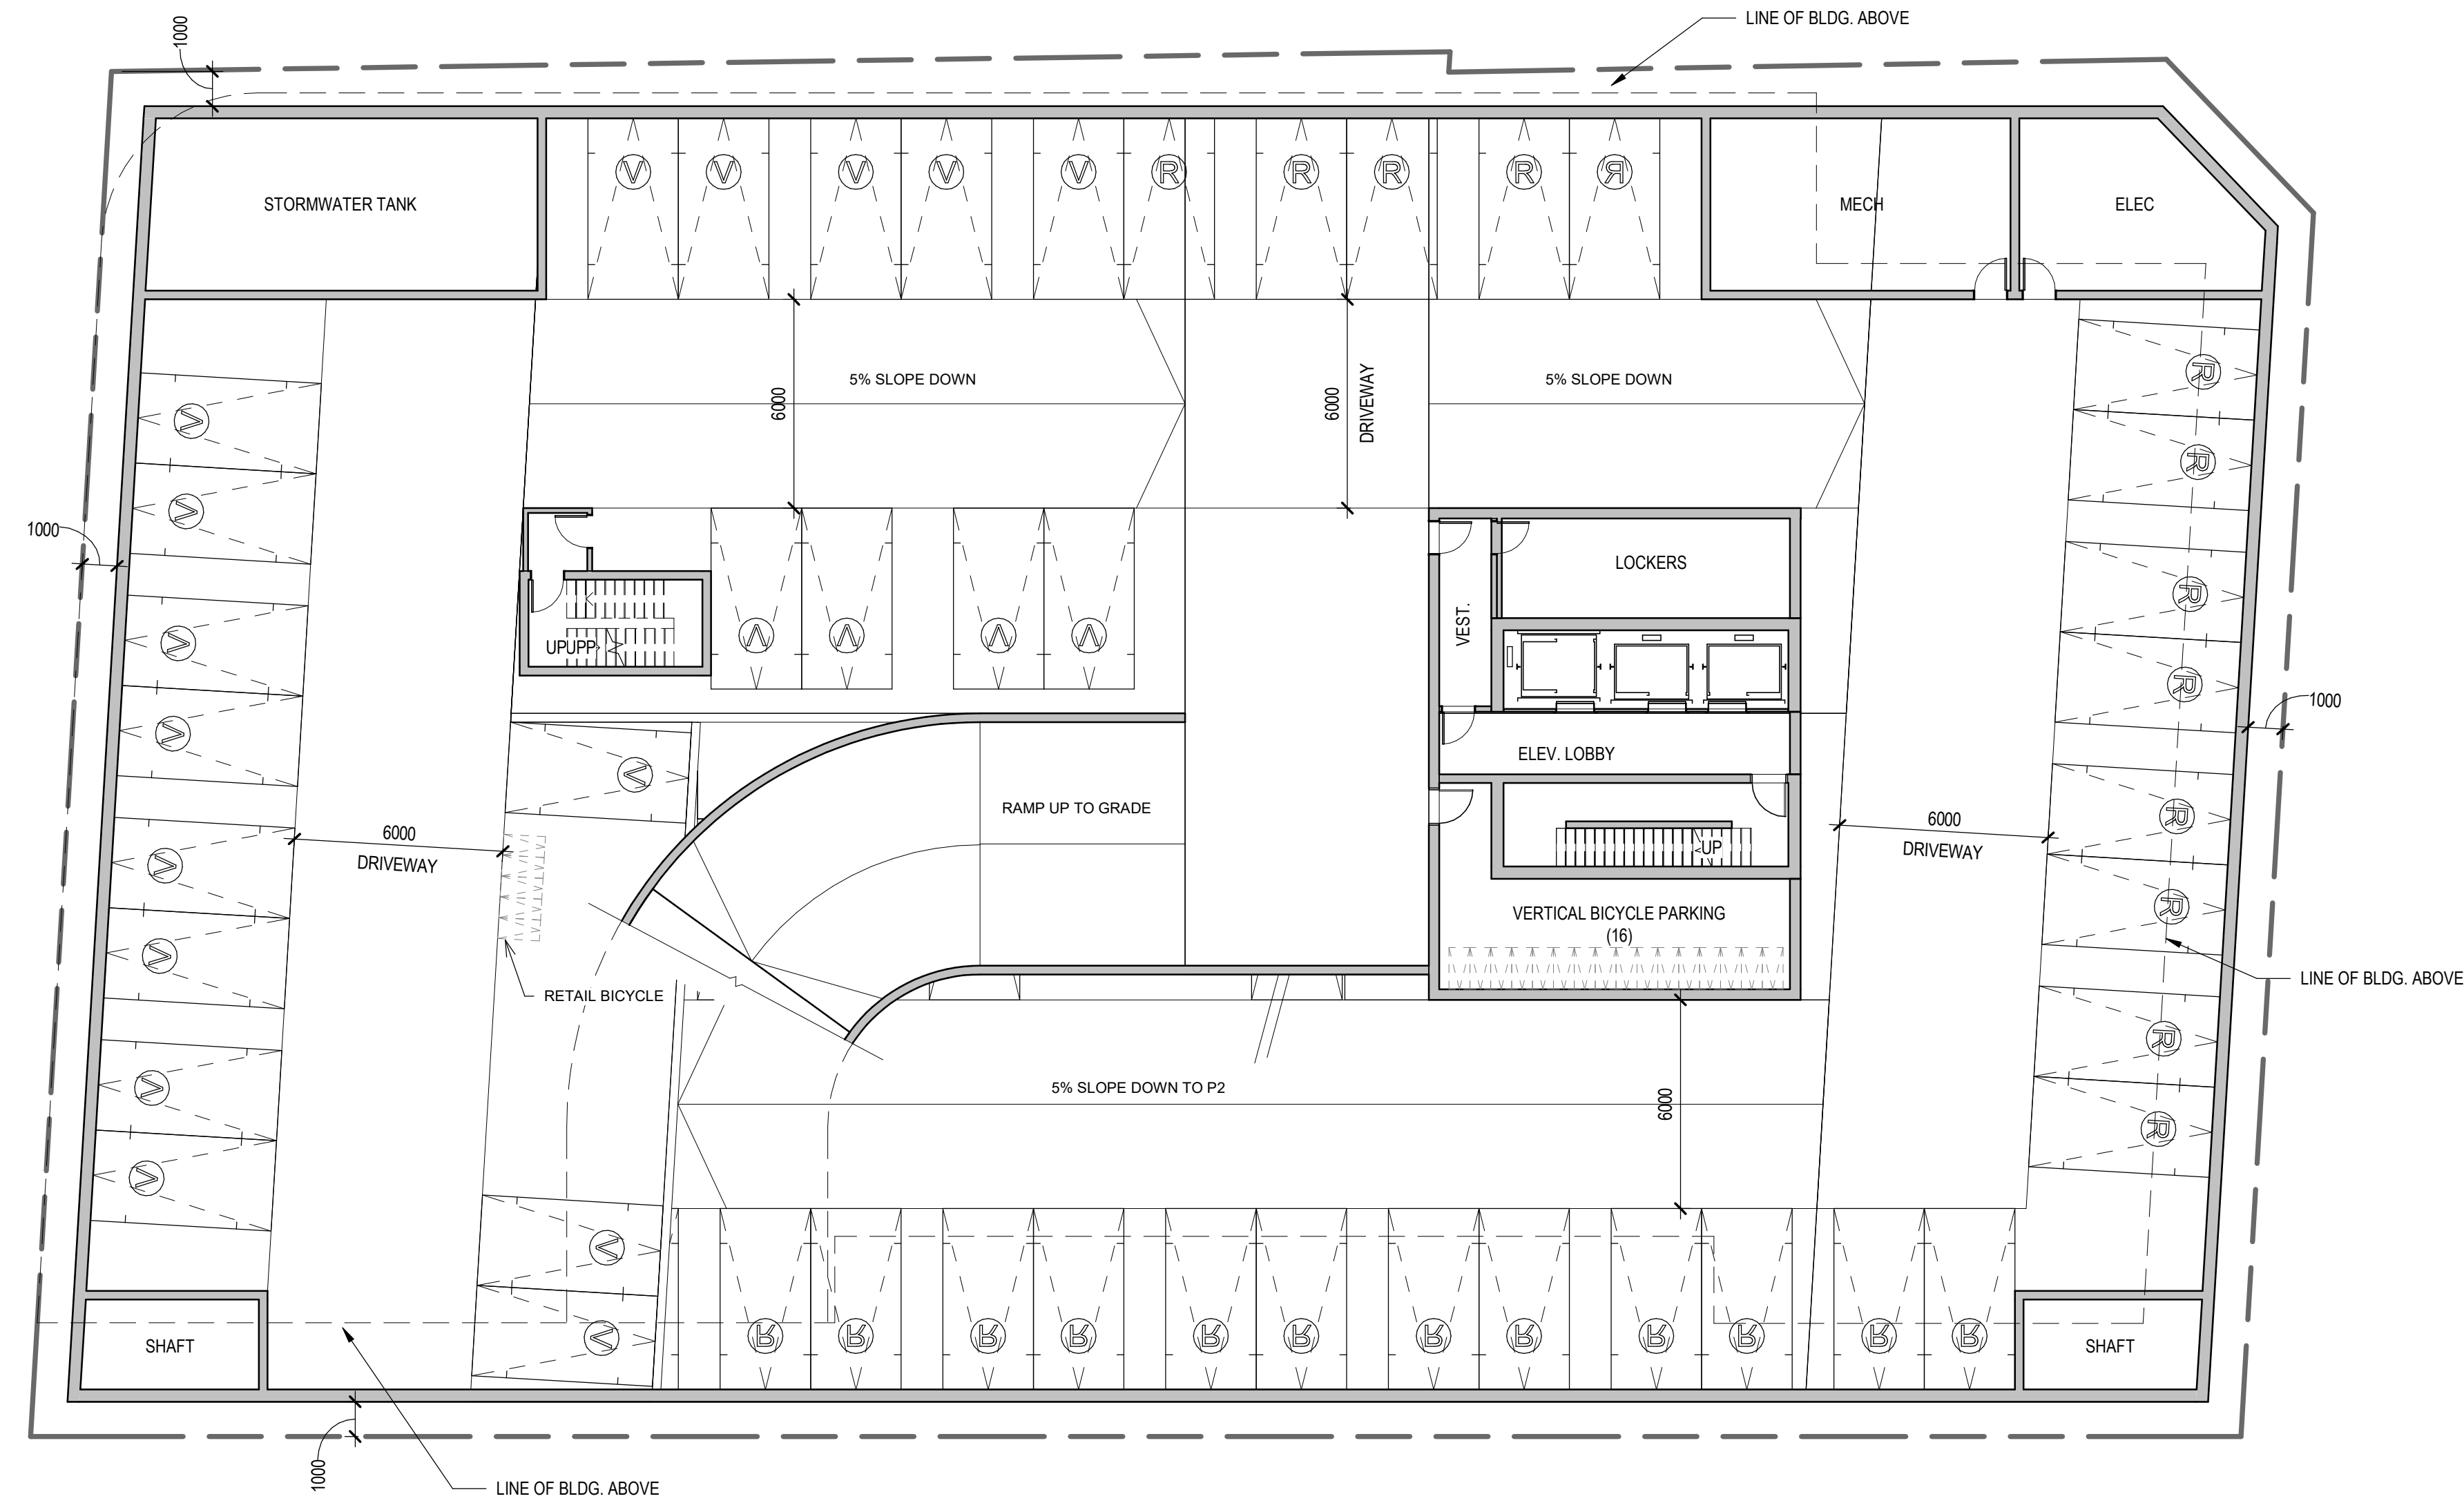 LINE OF BLDG. ABOVE
1000
V V V V V R R R R R
STORMWATER TANK
MECH
ELEC
5% SLOPE DOWN
6000
6000
DRIVEWAY
5% SLOPE DOWN
R
V
R
V
1000
LOCKERS
R
VEST.
V V V V
V
UPUPP
R
1000
V
ELEV. LOBBY
V
RAMP UP TO GRADE
R
6000
DRIVEWAY
6000
DRIVEWAY
<UP
V
R
VERTICAL BICYCLE PARKING
(16)
V
RETAIL BICYCLE
LINE OF BLDG. ABOVE
R
5% SLOPE DOWN TO P2
6000
V
R
V
V
V
R R R R R R R R R R R R
SHAFT
SHAFT
1000
LINE OF BLDG. ABOVE